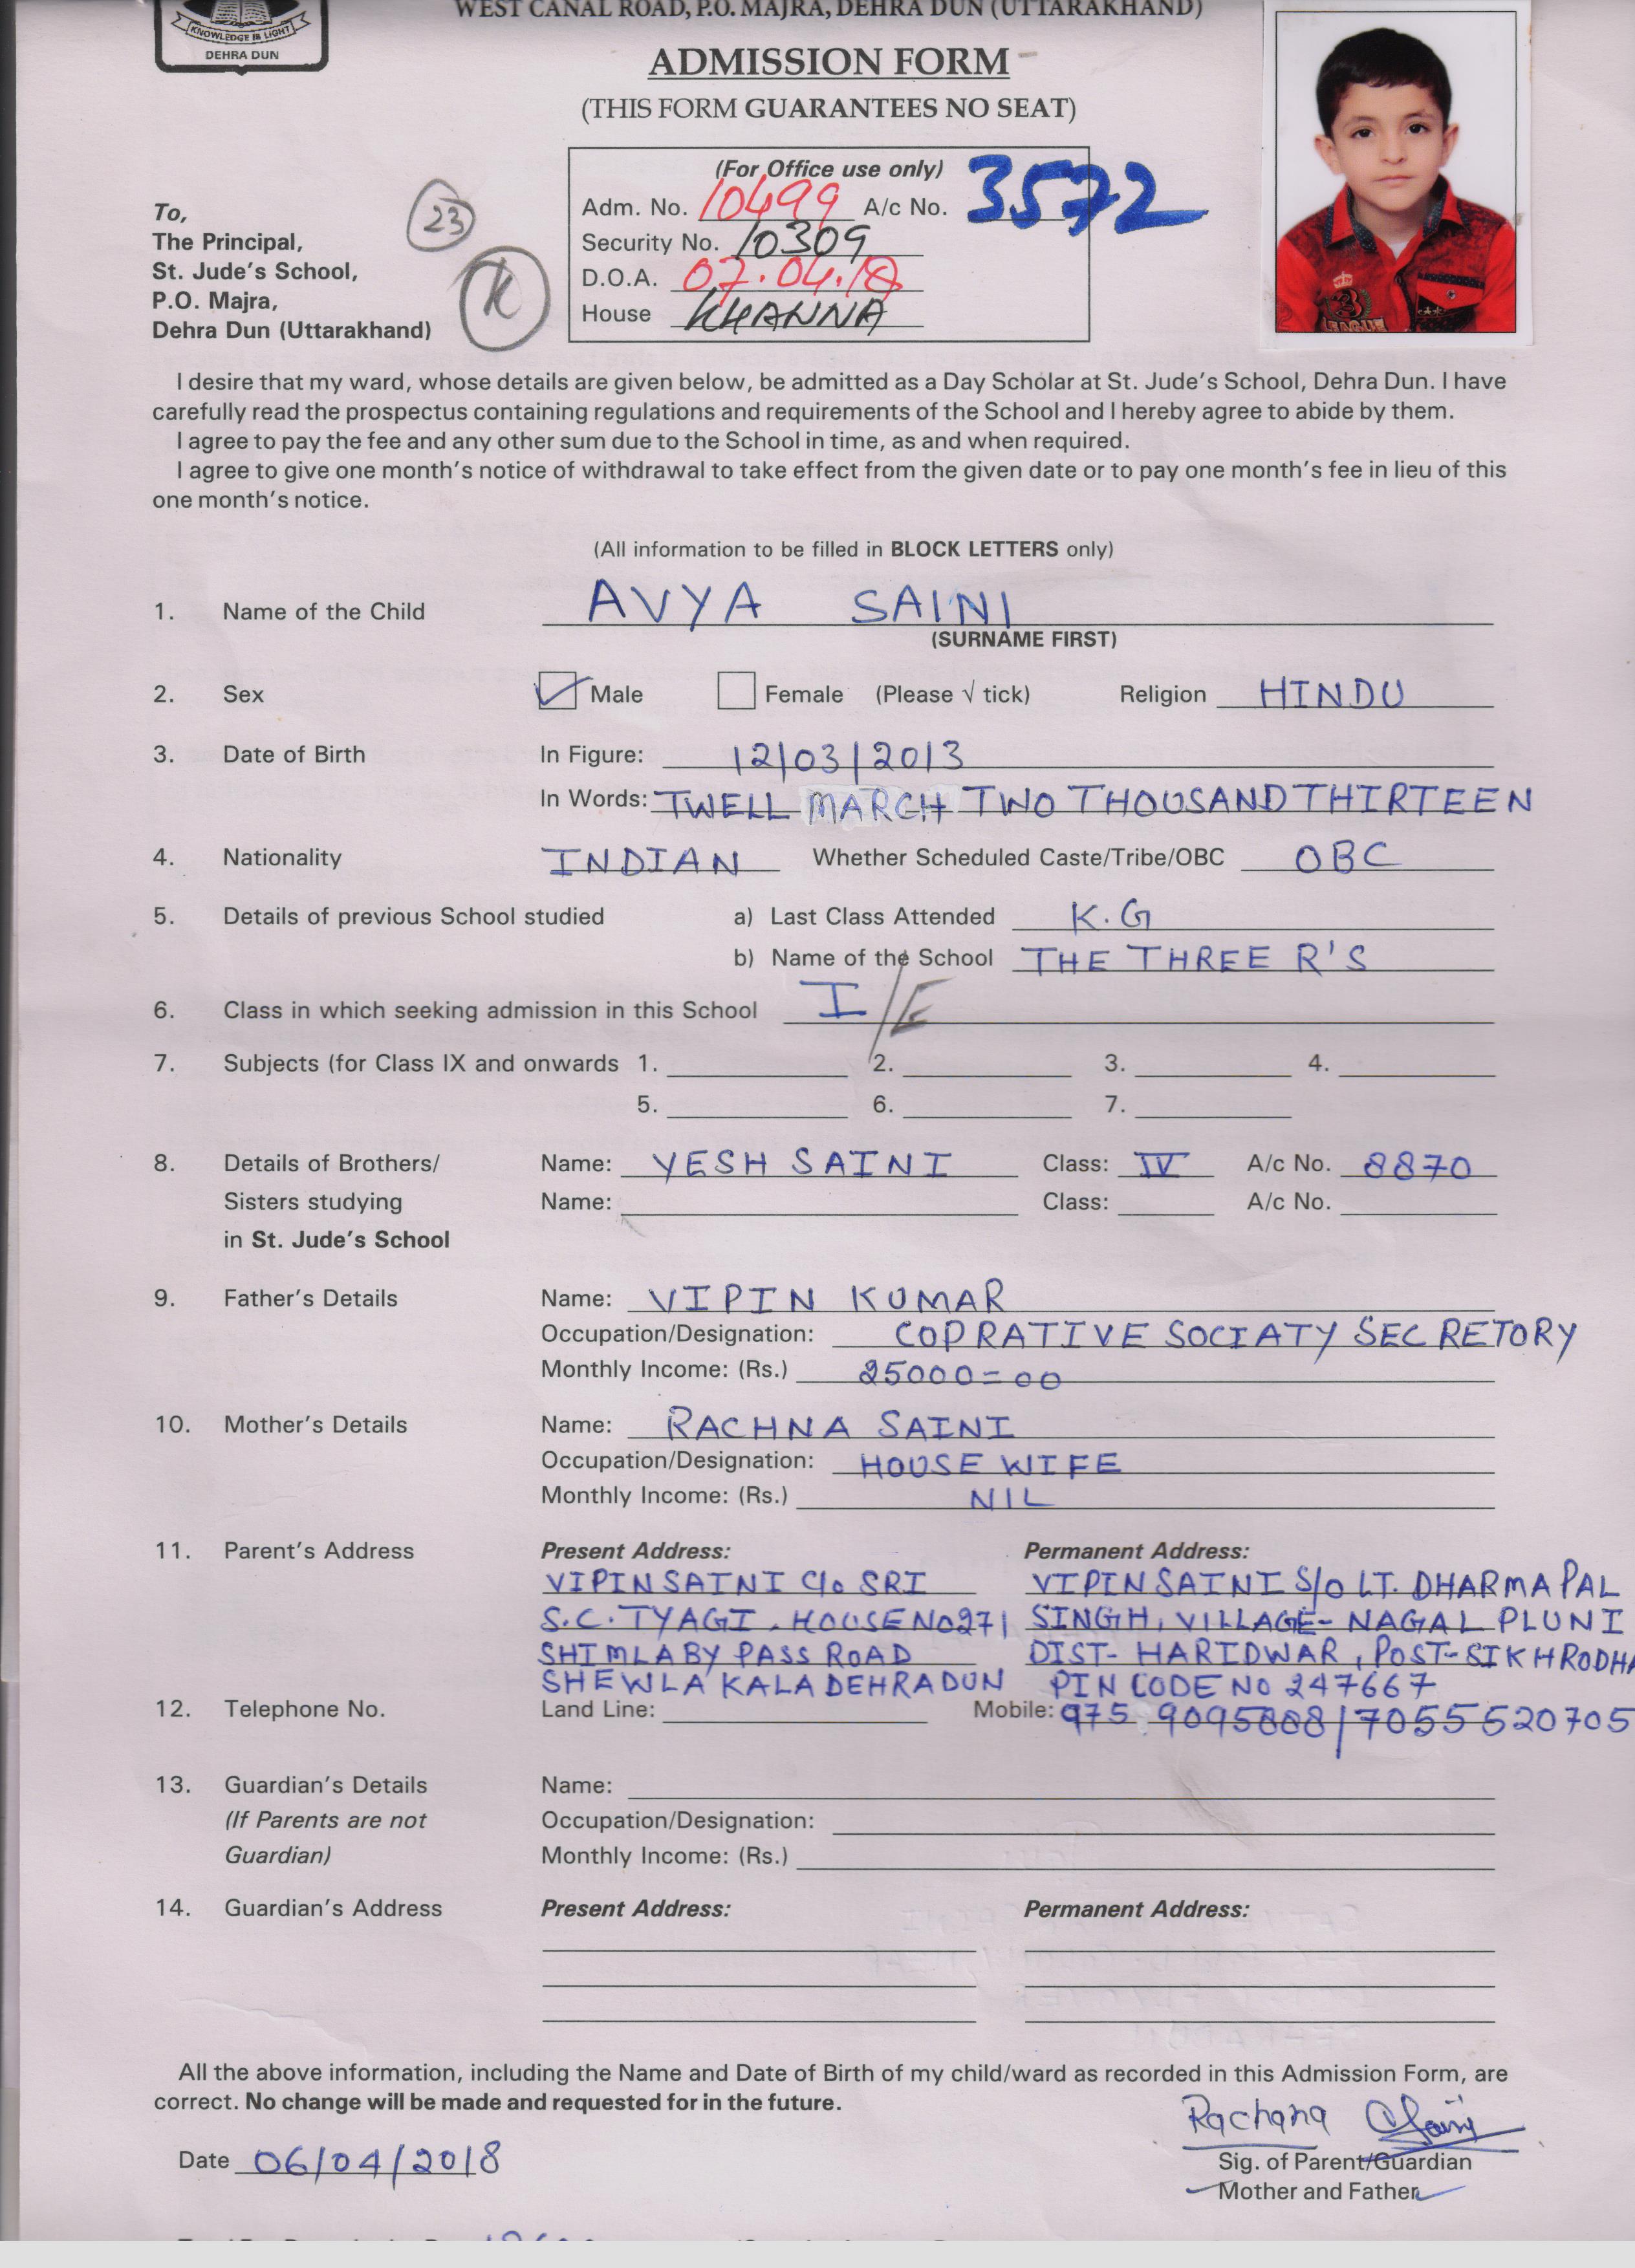 WEST CANAL ROAD, P.O. MAJRA, DEHRA DUN (UTTARAKHAND)
KNOWLEDGE IS LIGHT
DEHRA DUN
ADMISSION FORM
(THIS FORM GUARANTEES NO SEAT)
(For Office use only)
Adm. No. 10499 A/c No. 3572
Security No. 10309
D.O.A. 07.04.18
House KHANNA
23
K
To,
The Principal,
St. Jude's School,
P.O. Majra,
Dehra Dun (Uttarakhand)
I desire that my ward, whose details are given below, be admitted as a Day Scholar at St. Jude's School, Dehra Dun. I have
carefully read the prospectus containing regulations and requirements of the School and I hereby agree to abide by them.
I agree to pay the fee and any other sum due to the School in time, as and when required.
I agree to give one month's notice of withdrawal to take effect from the given date or to pay one month's fee in lieu of this
one month's notice.
(All information to be filled in BLOCK LETTERS only)
1. Name of the Child AVYA SAINI
(SURNAME FIRST)
2. Sex Male Female (Please √ tick) Religion HINDU
3. Date of Birth In Figure: 12/03/2013
In Words: TWELL MARCH TWO THOUSAND THIRTEEN
4. Nationality INDIAN Whether Scheduled Caste/Tribe/OBC OBC
5. Details of previous School studied a) Last Class Attended K.G
b) Name of the School THE THREE R'S
6. Class in which seeking admission in this School I/E
7. Subjects (for Class IX and onwards 1. 2. 3. 4.
5. 6. 7.
8. Details of Brothers/ Name: YESH SAINI Class: IV A/c No. 8870
Sisters studying Name: Class: A/c No.
in St. Jude's School
9. Father's Details Name: VIPIN KUMAR
Occupation/Designation: COPRATIVE SOCIATY SECRETORY
Monthly Income: (Rs.) 25000=00
10. Mother's Details Name: RACHNA SAINI
Occupation/Designation: HOUSE WIFE
Monthly Income: (Rs.) NIL
11. Parent's Address Present Address: Permanent Address:
VIPIN SAINI C/o SRI VIPIN SAINI S/O LT. DHARMA PAL
S.C. TYAGI, HOUSE NO 271 SINGH, VILLAGE- NAGAL PLUNI
SHIMLA BY PASS ROAD DIST- HARIDWAR, POST-SIKHRODHA
SHEWLA KALA DEHRADUN PIN CODE NO 247667
12. Telephone No. Land Line: Mobile: 975 9095888/7055520705
13. Guardian's Details Name:
(If Parents are not Occupation/Designation:
Guardian) Monthly Income: (Rs.)
14. Guardian's Address Present Address: Permanent Address:
All the above information, including the Name and Date of Birth of my child/ward as recorded in this Admission Form, are
correct. No change will be made and requested for in the future.
Rachana Saini
Date 06/04/2018 Sig. of Parent/Guardian
Mother and Father